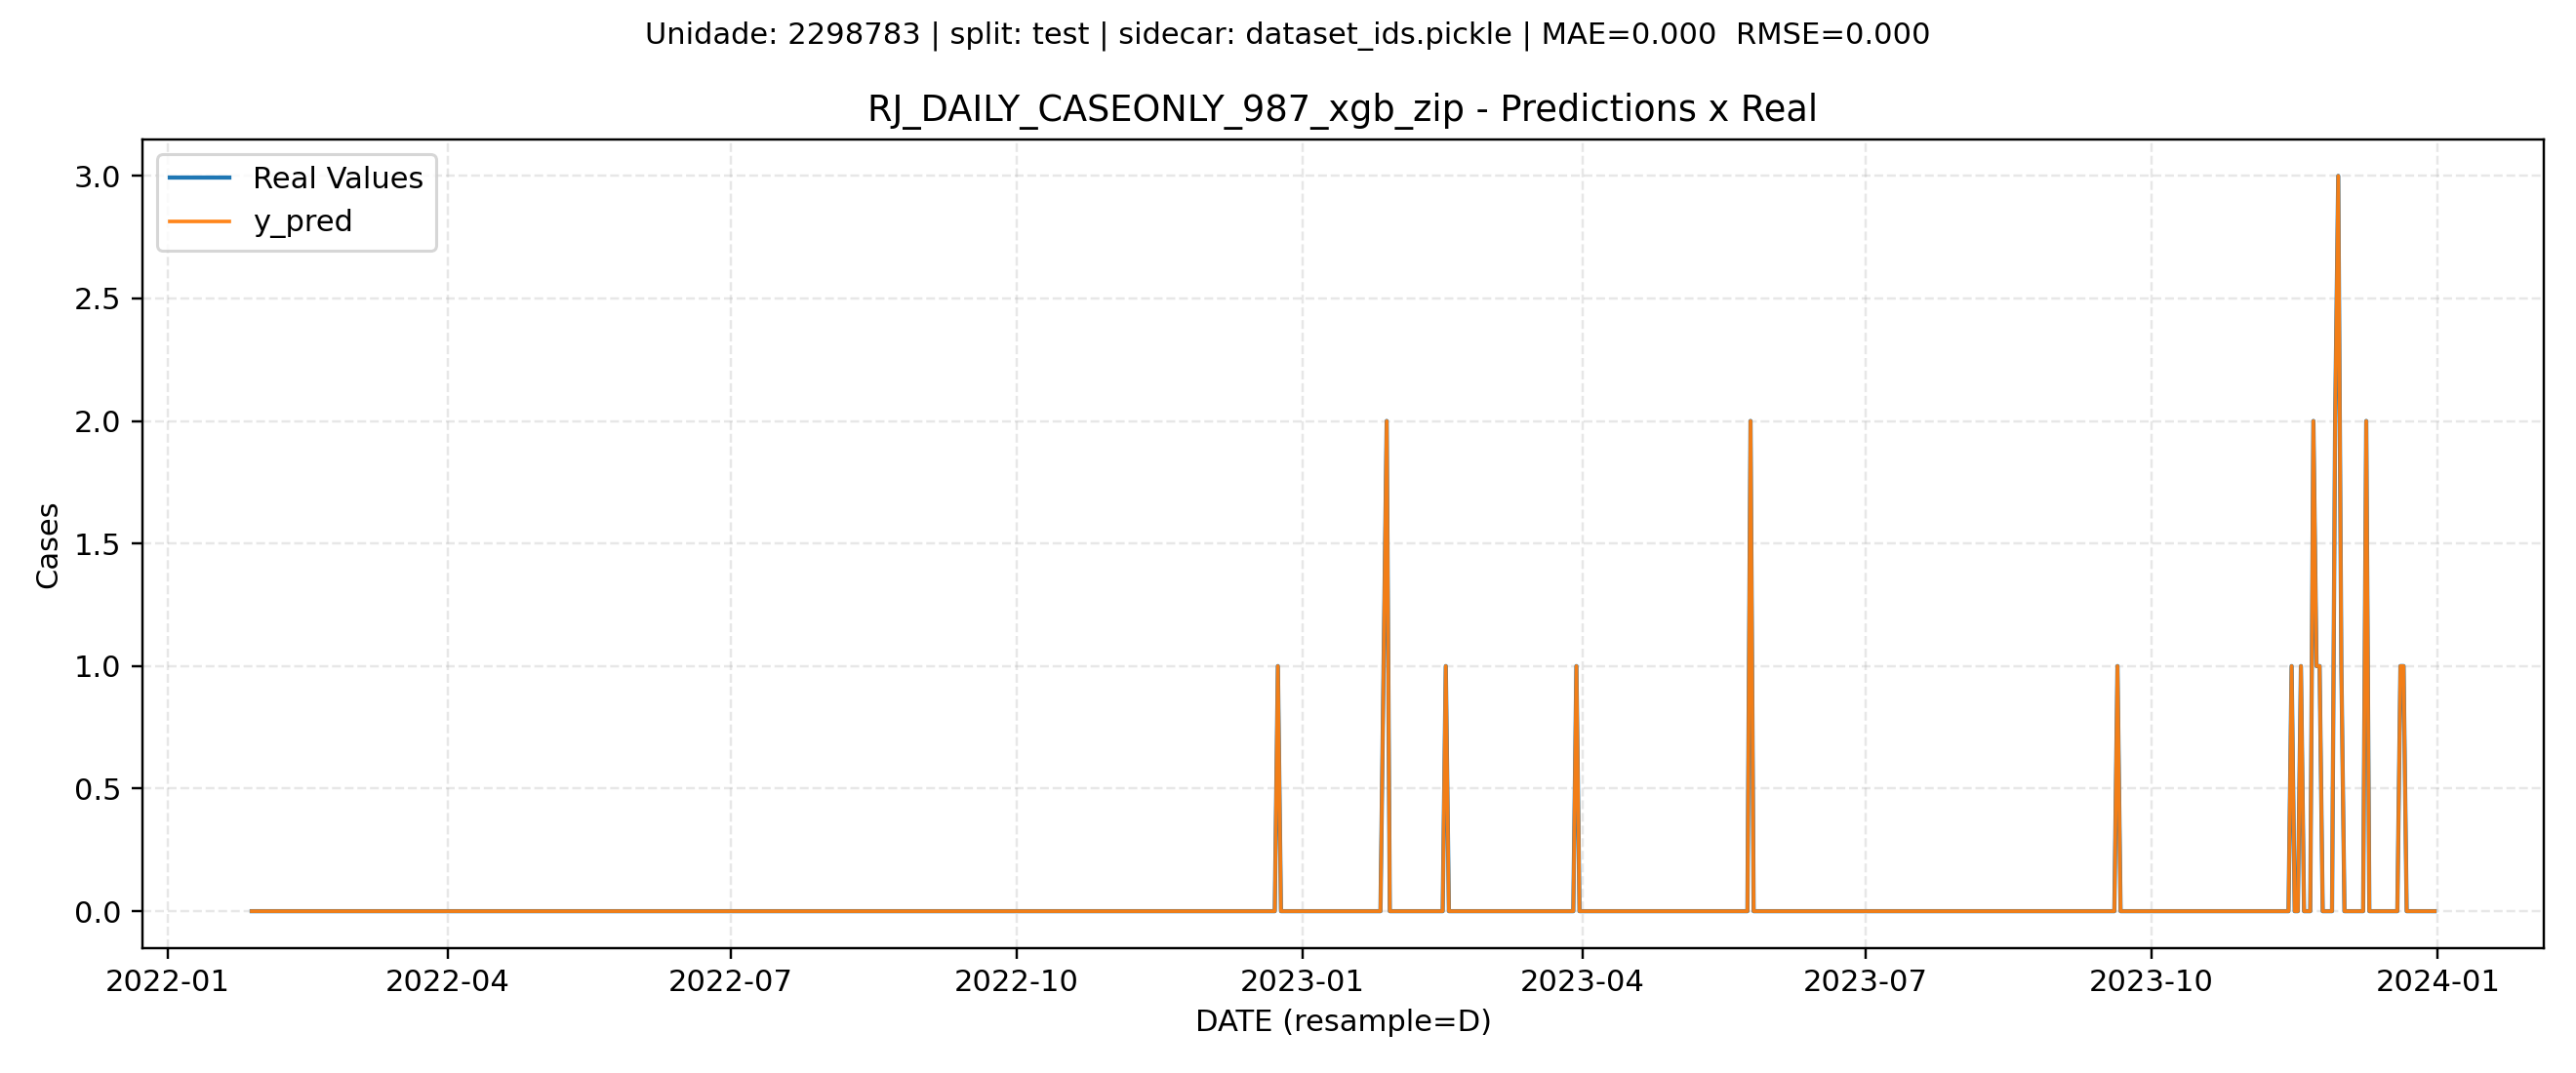 Unidade: 2298783 | split: test | sidecar: dataset_ids.pickle | MAE=0.000  RMSE=0.000
RJ_DAILY_CASEONLY_987_xgb_zip - Predictions x Real
Real Values
y_pred
Cases
3.0
2.5
2.0
1.5
1.0
0.5
0.0
2022-01 2022-04 2022-07 2022-10 2023-01 2023-04 2023-07 2023-10 2024-01
DATE (resample=D)